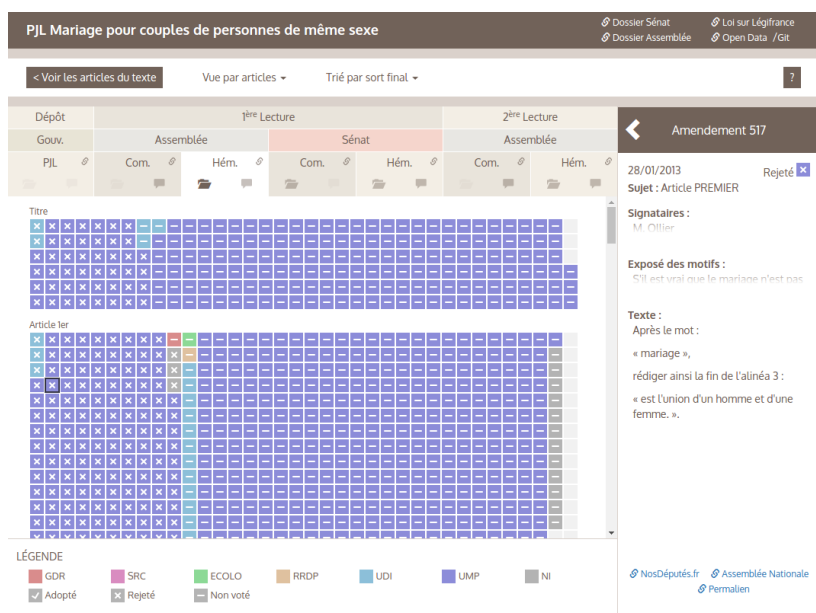 PJL Mariage pour couples de personnes de même sexe
Dossier Sénat
Loi sur Légifrance
Dossier Assemblée
Open Data /Git
< Voir les articles du texte
Vue par articles
Trié par sort final
?
Dépôt
1ère Lecture
2ère Lecture
Gouv.
Assemblée
Sénat
Assemblée
PJL
Com.
Hém.
Com.
Hém.
Com.
Hém.
Titre
Article 1er
Amendement 517
28/01/2013
Rejeté
Sujet : Article PREMIER
Signataires :
M. Ollier
Exposé des motifs :
S'il est vrai que le mariage n'est pas
Texte :
Après le mot :
« mariage »,
rédiger ainsi la fin de l'alinéa 3 :
« est l'union d'un homme et d'une
femme. ».
LÉGENDE
GDR
SRC
ECOLO
RRDP
UDI
UMP
NI
Adopté
Rejeté
Non voté
NosDéputés.fr
Assemblée Nationale
Permalien